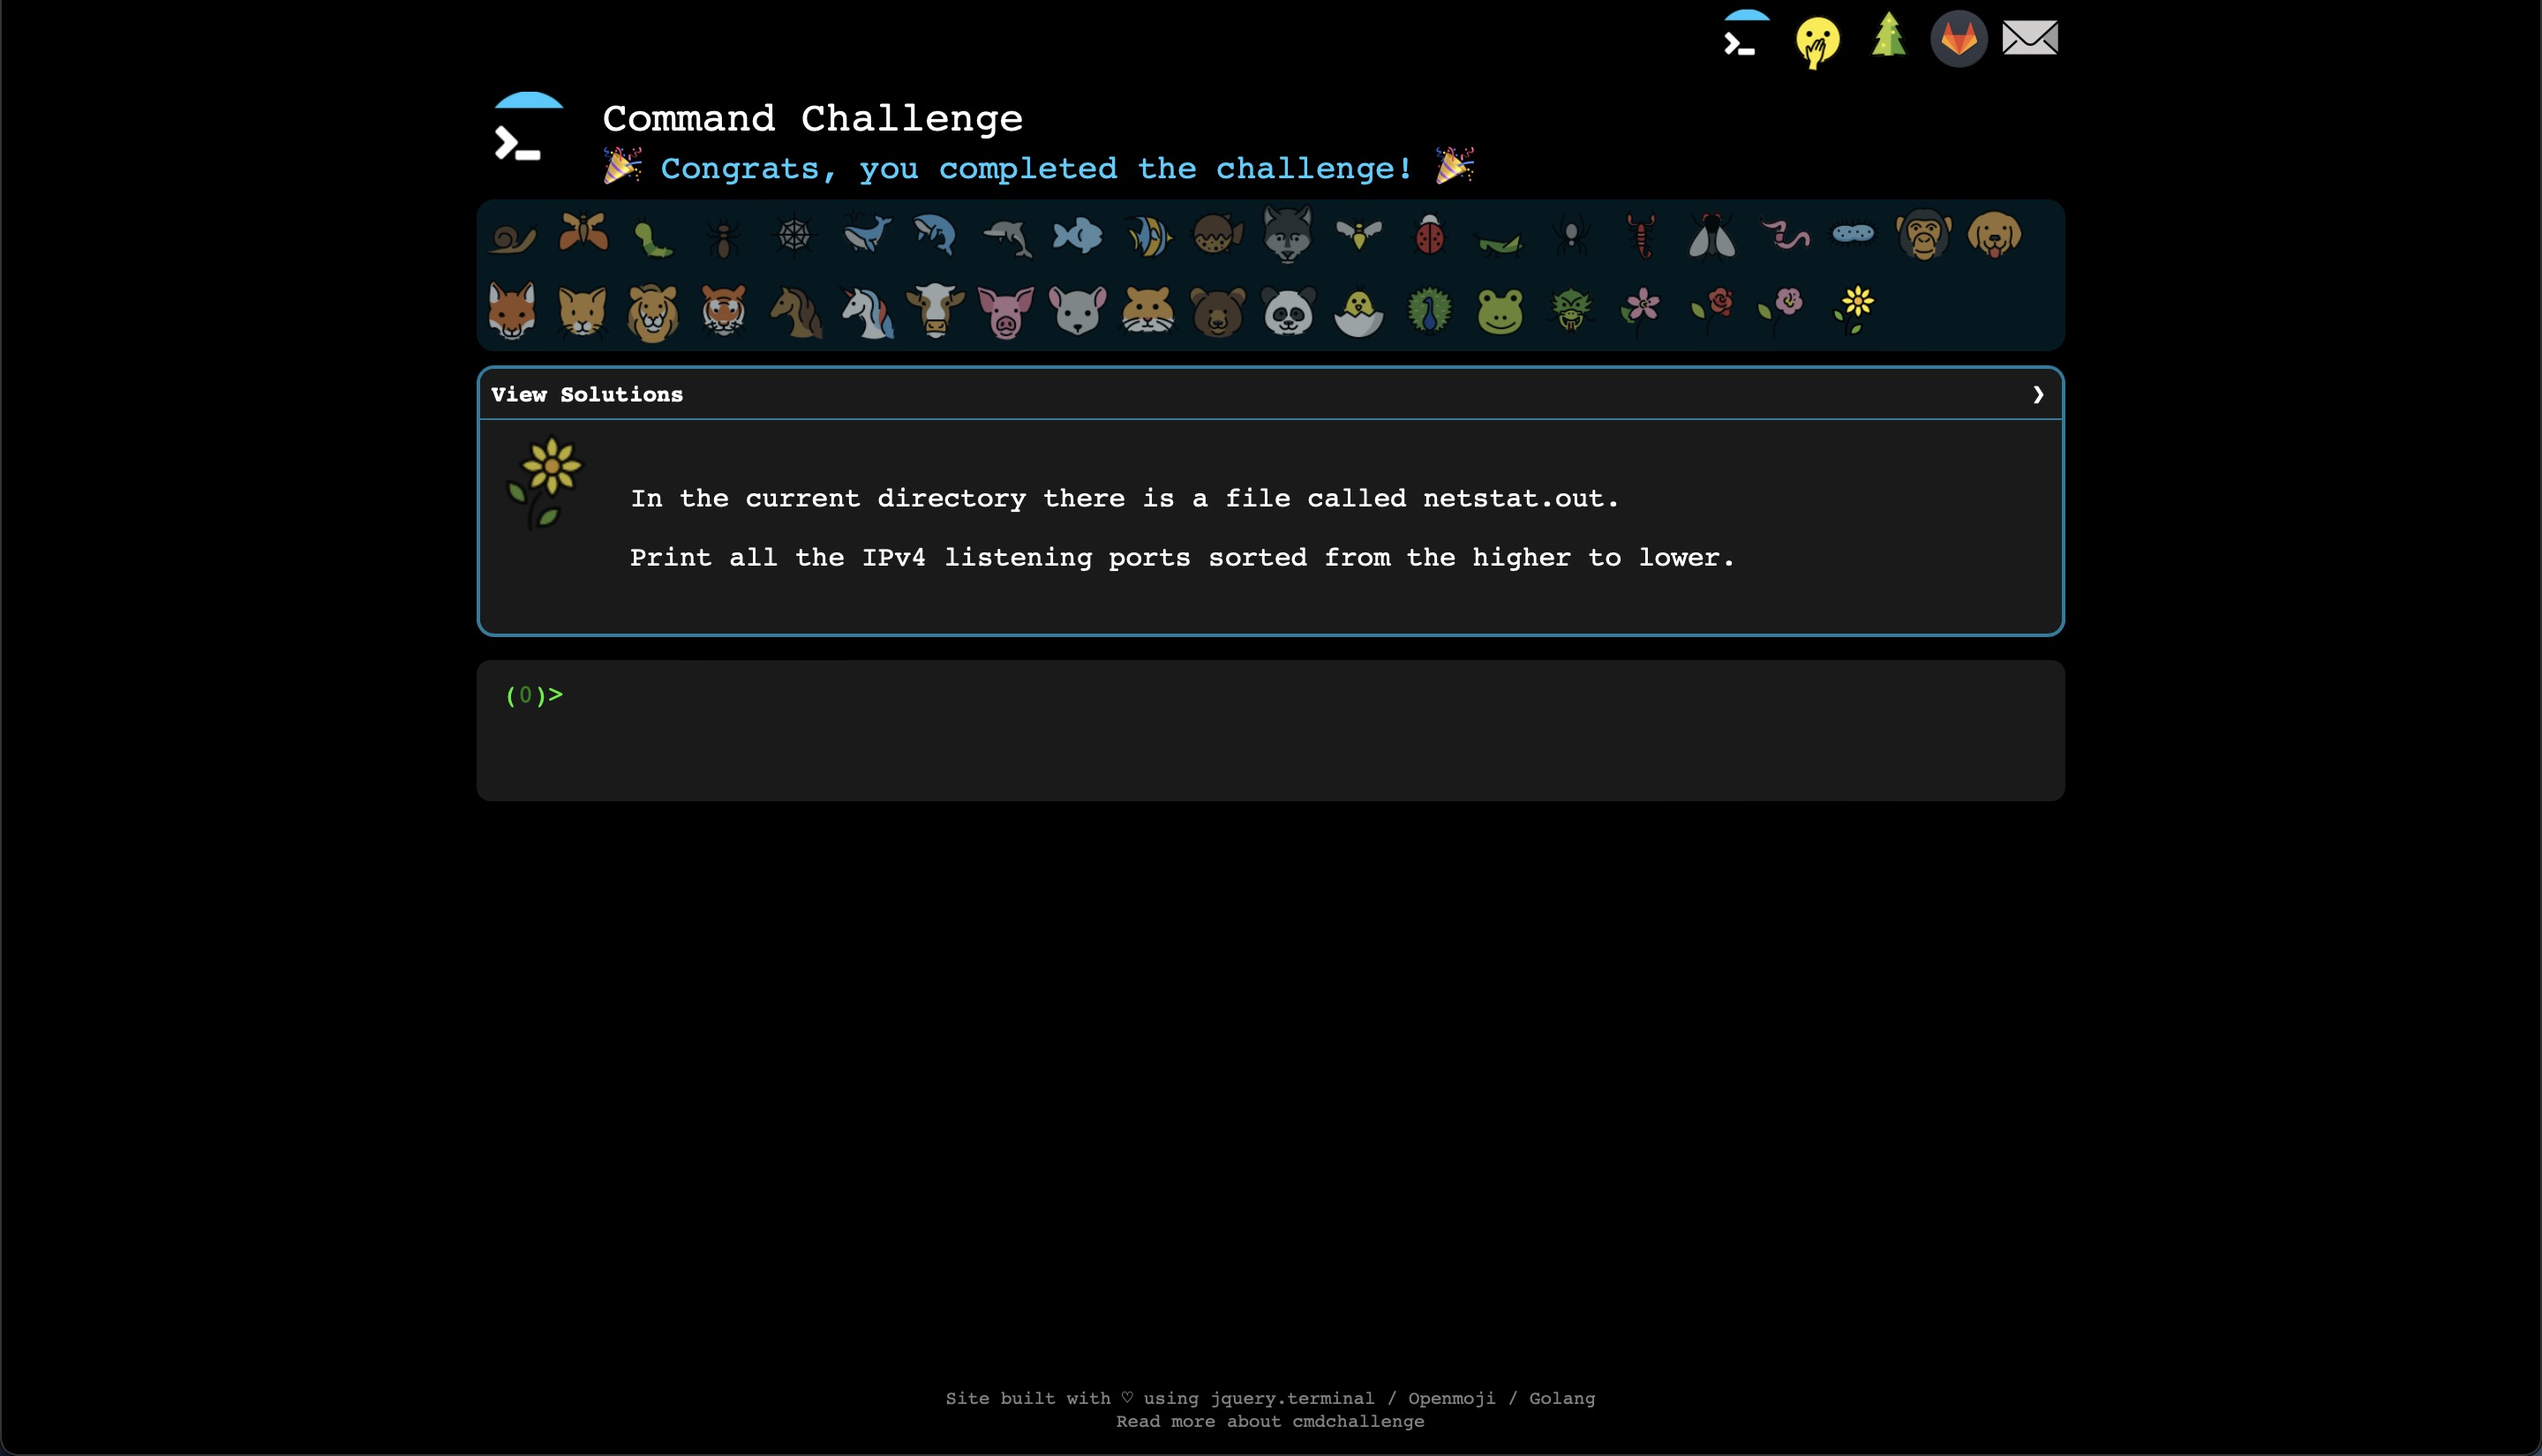 Command Challenge
Congrats, you completed the challenge!
View Solutions ❯
In the current directory there is a file called netstat.out.
Print all the IPv4 listening ports sorted from the higher to lower.
(0)>
Site built with ♡ using jquery.terminal / Openmoji / Golang
Read more about cmdchallenge